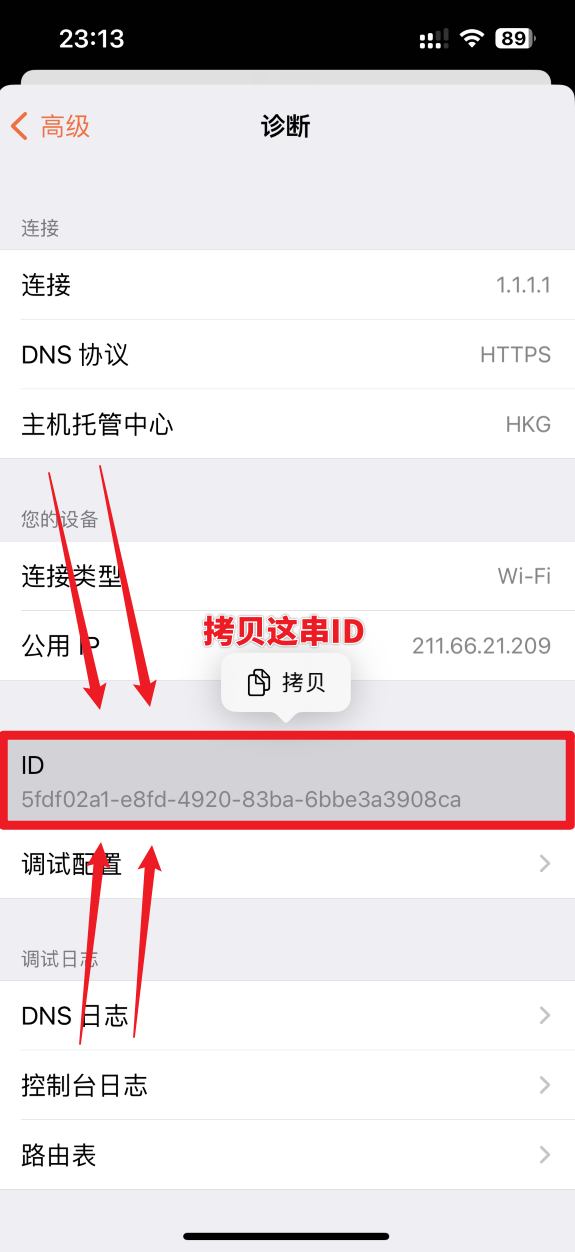 23:13
89
高级
诊断
连接
连接
1.1.1.1
DNS 协议
HTTPS
主机托管中心
HKG
您的设备
连接类型
Wi-Fi
拷贝这串ID
公用 IP
211.66.21.209
拷贝
ID
5fdf02a1-e8fd-4920-83ba-6bbe3a3908ca
调试配置
调试日志
DNS 日志
控制台日志
路由表